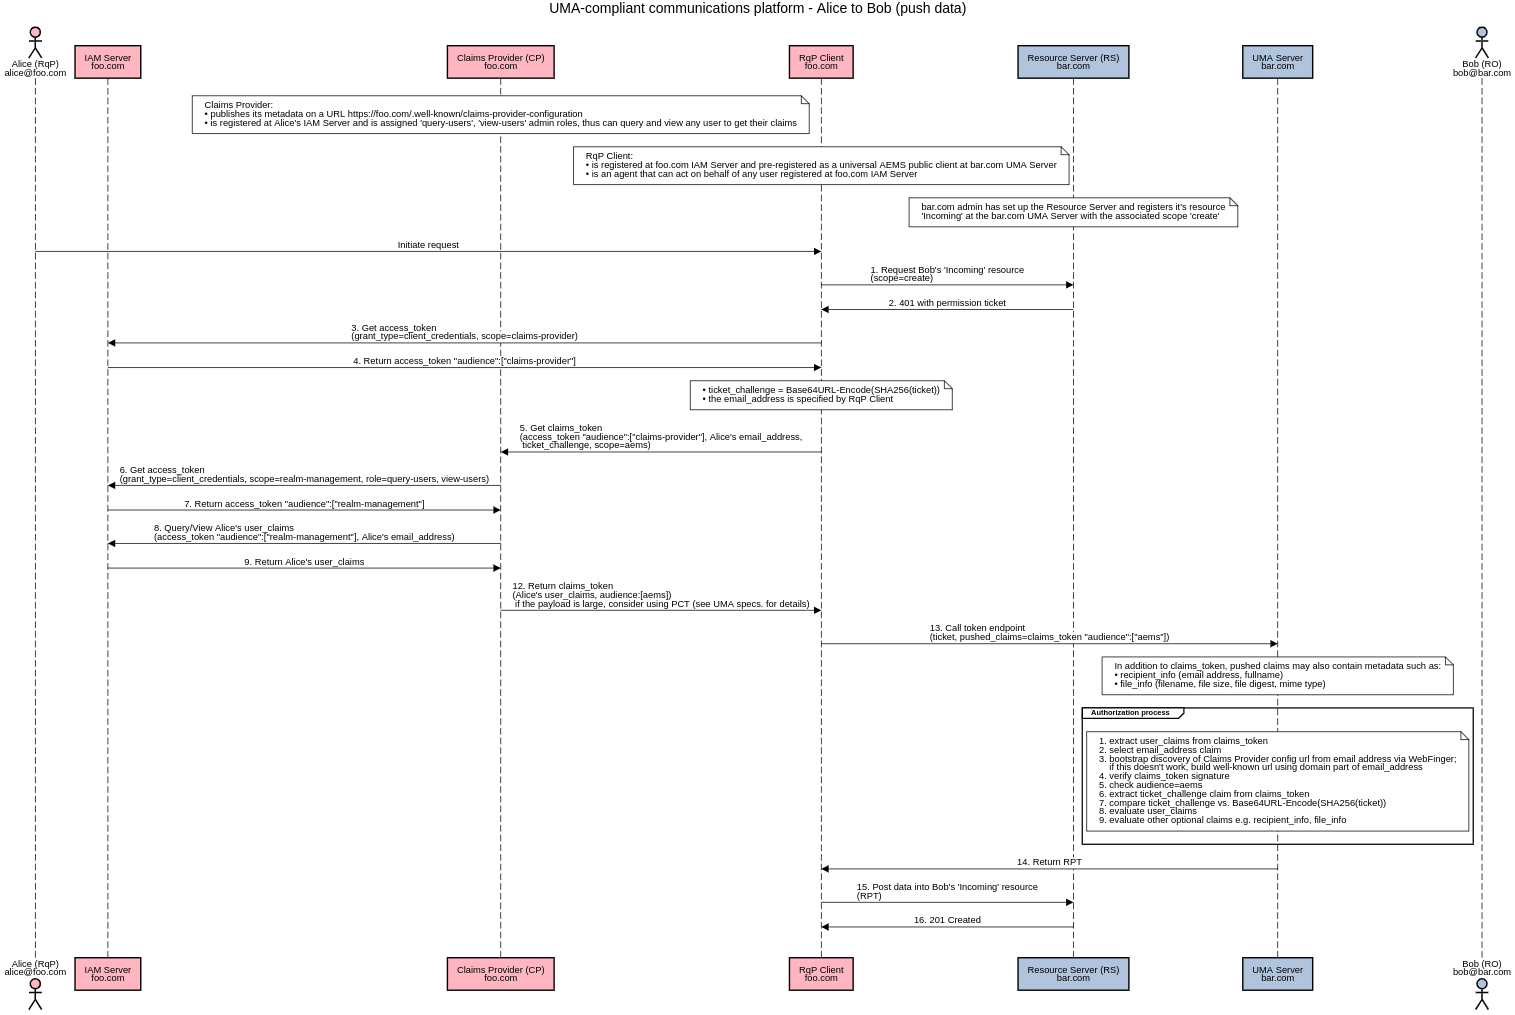 UMA-compliant communications platform - Alice to Bob (push data)
Alice (RqP)
alice@foo.com
IAM Server
foo.com
Claims Provider (CP)
foo.com
RqP Client
foo.com
Resource Server (RS)
bar.com
UMA Server
bar.com
Bob (RO)
bob@bar.com
Claims Provider:
• publishes its metadata on a URL https://foo.com/.well-known/claims-provider-configuration
• is registered at Alice's IAM Server and is assigned 'query-users', 'view-users' admin roles, thus can query and view any user to get their claims
RqP Client:
• is registered at foo.com IAM Server and pre-registered as a universal AEMS public client at bar.com UMA Server
• is an agent that can act on behalf of any user registered at foo.com IAM Server
bar.com admin has set up the Resource Server and registers it's resource
'Incoming' at the bar.com UMA Server with the associated scope 'create'
Initiate request
1. Request Bob's 'Incoming' resource
(scope=create)
2. 401 with permission ticket
3. Get access_token
(grant_type=client_credentials, scope=claims-provider)
4. Return access_token "audience":["claims-provider"]
• ticket_challenge = Base64URL-Encode(SHA256(ticket))
• the email_address is specified by RqP Client
5. Get claims_token
(access_token "audience":["claims-provider"], Alice's email_address,
ticket_challenge, scope=aems)
6. Get access_token
(grant_type=client_credentials, scope=realm-management, role=query-users, view-users)
7. Return access_token "audience":["realm-management"]
8. Query/View Alice's user_claims
(access_token "audience":["realm-management"], Alice's email_address)
9. Return Alice's user_claims
12. Return claims_token
(Alice's user_claims, audience:[aems])
if the payload is large, consider using PCT (see UMA specs. for details)
13. Call token endpoint
(ticket, pushed_claims=claims_token "audience":["aems"])
In addition to claims_token, pushed claims may also contain metadata such as:
• recipient_info (email address, fullname)
• file_info (filename, file size, file digest, mime type)
Authorization process
1. extract user_claims from claims_token
2. select email_address claim
3. bootstrap discovery of Claims Provider config url from email address via WebFinger;
if this doesn't work, build well-known url using domain part of email_address
4. verify claims_token signature
5. check audience=aems
6. extract ticket_challenge claim from claims_token
7. compare ticket_challenge vs. Base64URL-Encode(SHA256(ticket))
8. evaluate user_claims
9. evaluate other optional claims e.g. recipient_info, file_info
14. Return RPT
15. Post data into Bob's 'Incoming' resource
(RPT)
16. 201 Created
Alice (RqP)
alice@foo.com
IAM Server
foo.com
Claims Provider (CP)
foo.com
RqP Client
foo.com
Resource Server (RS)
bar.com
UMA Server
bar.com
Bob (RO)
bob@bar.com